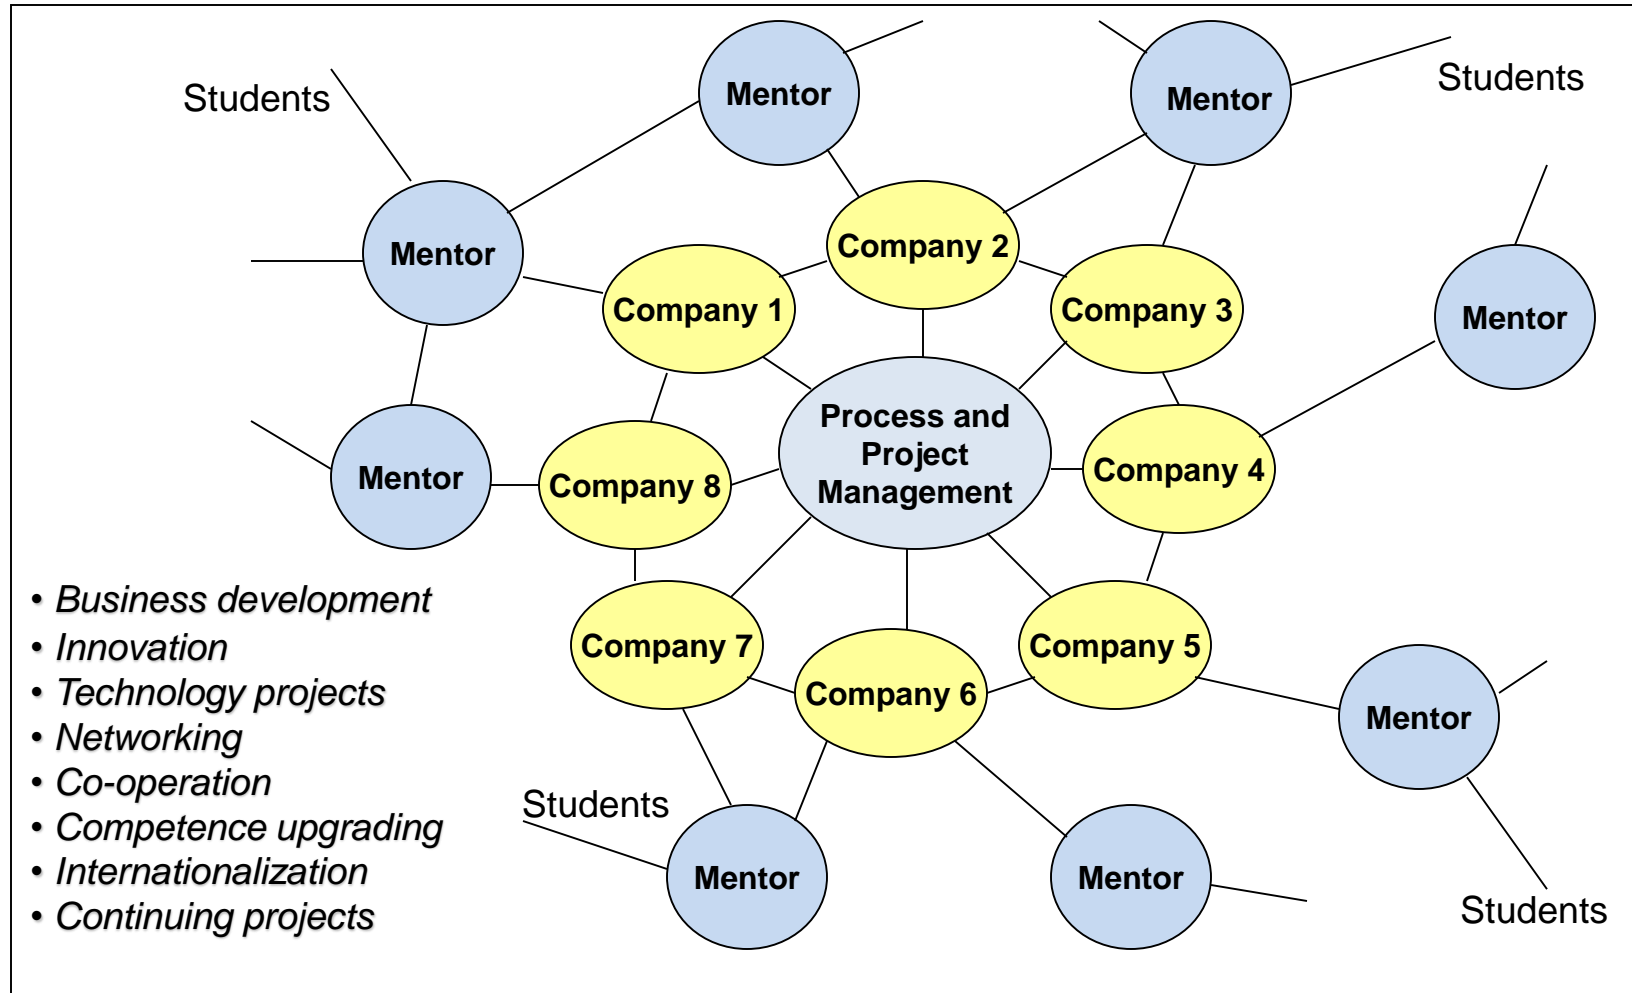 Students
Mentor
Mentor
Students
Mentor
Company 2
Company 1
Company 3
Mentor
Process and
Project
Management
Company 4
Mentor
Company 8
Company 7
Company 5
Company 6
Mentor
• Business development
• Innovation
• Technology projects
• Networking
• Co-operation
• Competence upgrading
• Internationalization
• Continuing projects
Students
Mentor
Mentor
Students